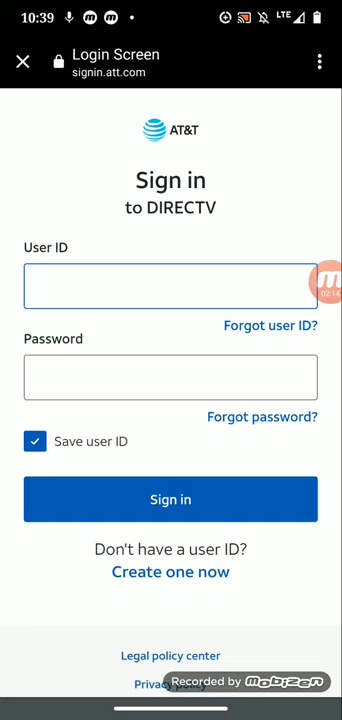 10:39
LTE
Login Screen
signin.att.com
AT&T
Sign in
to DIRECTV
User ID
02:14
Forgot user ID?
Password
Forgot password?
Save user ID
Sign in
Don't have a user ID?
Create one now
Legal policy center
Privacy policy
Recorded by MOBIZEN